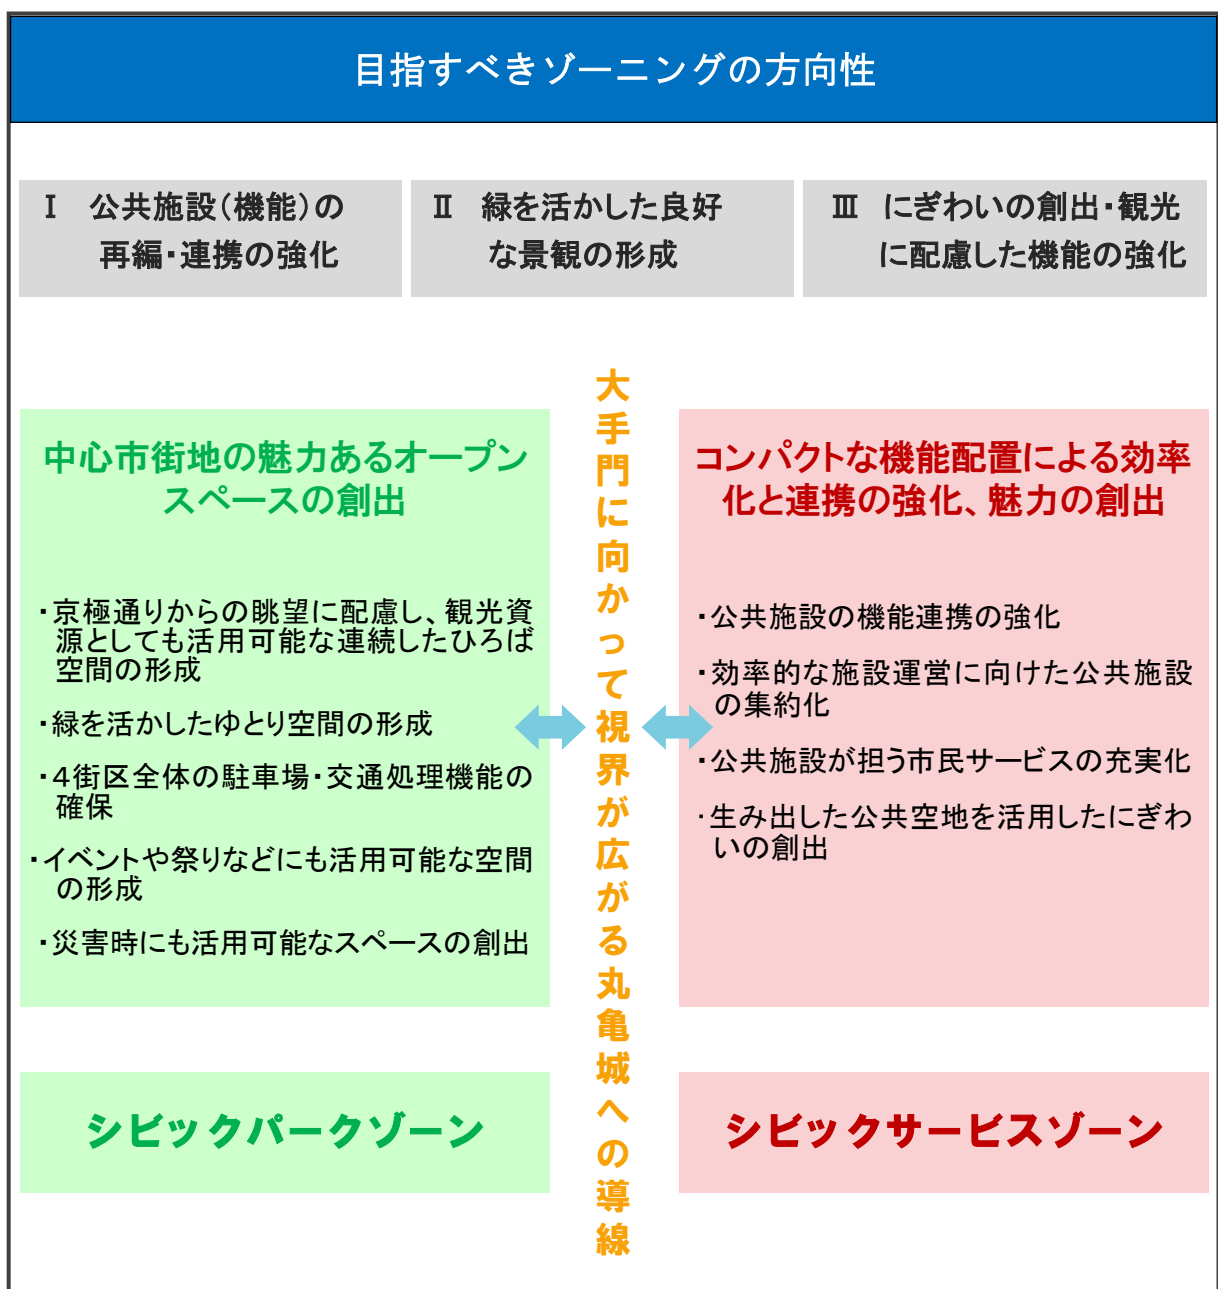 目指すべきゾーニングの方向性
Ⅰ 公共施設(機能)の
再編・連携の強化
Ⅱ 緑を活かした良好
な景観の形成
Ⅲ にぎわいの創出・観光
に配慮した機能の強化
中心市街地の魅力あるオープン
スペースの創出
・京極通りからの眺望に配慮し、観光資
源としても活用可能な連続したひろば
空間の形成
・緑を活かしたゆとり空間の形成
・4街区全体の駐車場・交通処理機能の
確保
・イベントや祭りなどにも活用可能な空間
の形成
・災害時にも活用可能なスペースの創出
シビックパークゾーン
大手門に向かって視界が広がる丸亀城への導線
コンパクトな機能配置による効率
化と連携の強化、魅力の創出
・公共施設の機能連携の強化
・効率的な施設運営に向けた公共施設
の集約化
・公共施設が担う市民サービスの充実化
・生み出した公共空地を活用したにぎわ
いの創出
シビックサービスゾーン